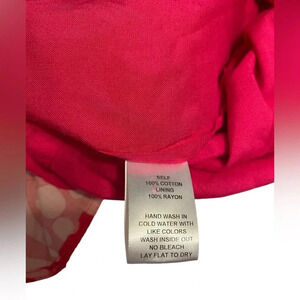 SELF
100% COTTON
LINING
100% RAYON
HAND WASH IN
COLD WATER WITH
LIKE COLORS
WASH INSIDE OUT
NO BLEACH
LAY FLAT TO DRY